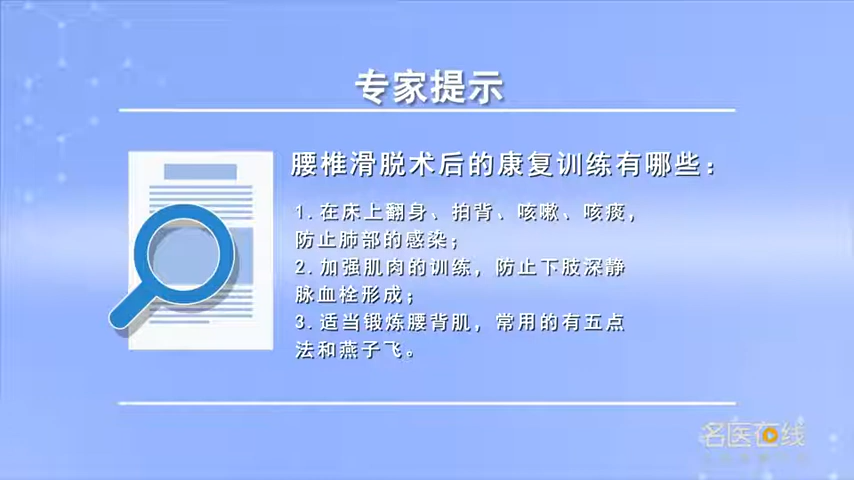 专家提示
腰椎滑脱术后的康复训练有哪些：
1.在床上翻身、拍背、咳嗽、咳痰，
防止肺部的感染；
2.加强肌肉的训练，防止下肢深静
脉血栓形成；
3.适当锻炼腰背肌，常用的有五点
法和燕子飞。
名医在线